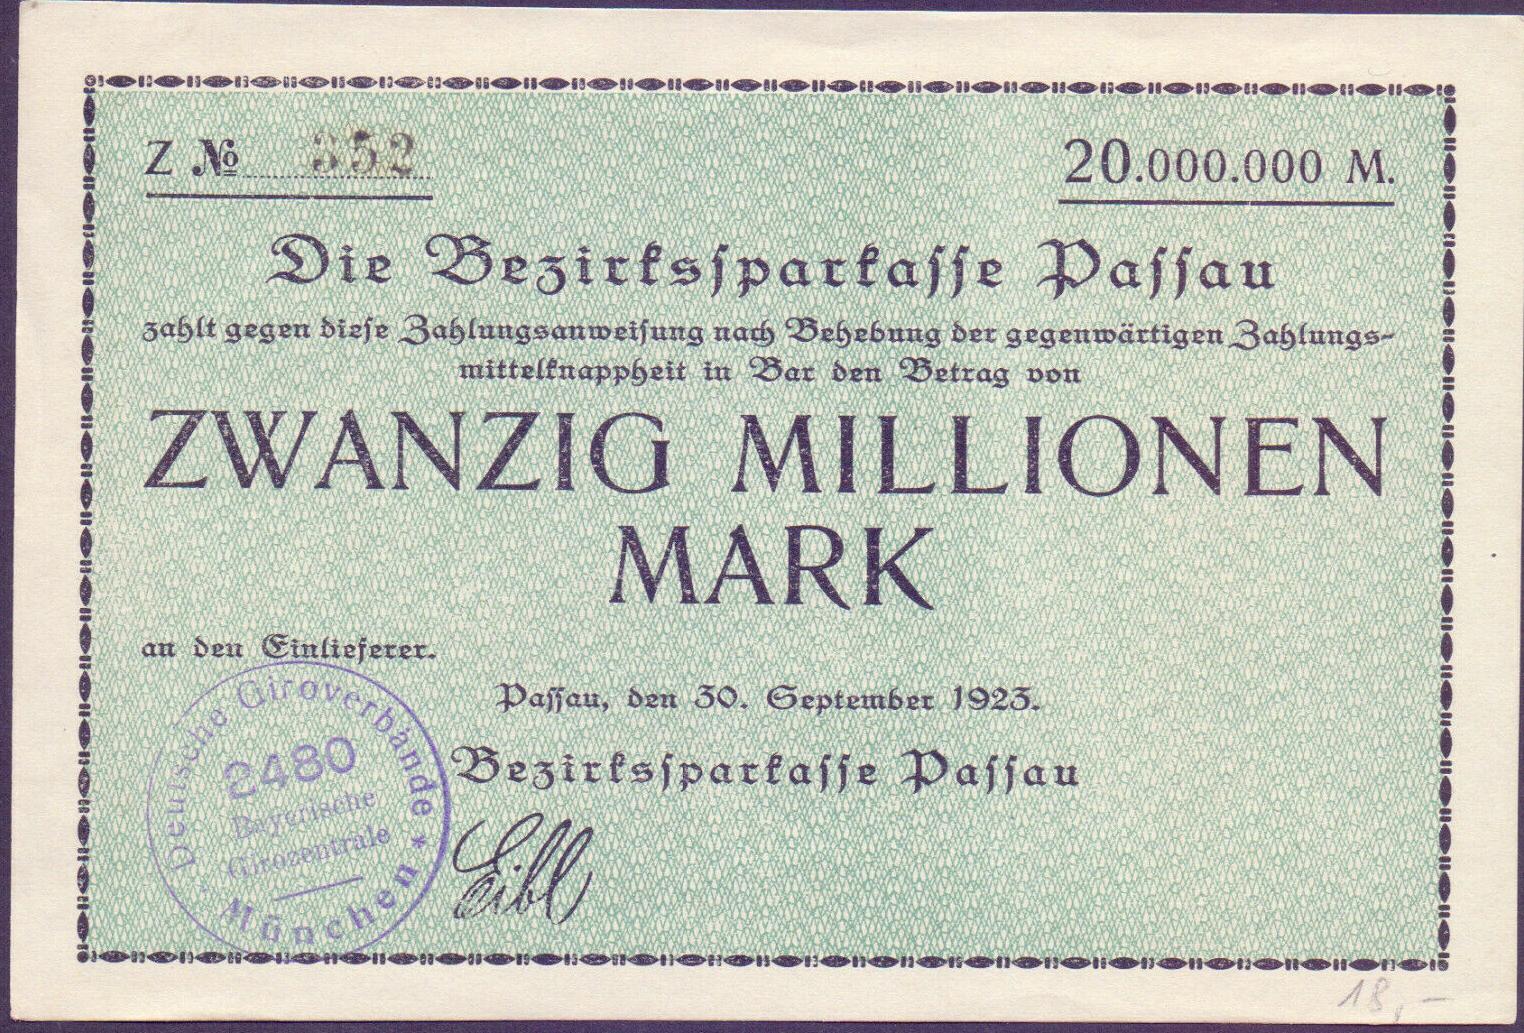 Z № 352
20.000.000 M.
Die Bezirkssparkasse Passau
zahlt gegen diese Zahlungsanweisung nach Behebung der gegenwärtigen Zahlungs-
mittelknappheit in Bar den Betrag von
ZWANZIG MILLIONEN
MARK
an den Einlieferer.
Passau, den 30. September 1923.
Bezirkssparkasse Passau
Eibl
Deutsche Giroverbände
2480
Bayerische
Girozentrale
* München *
18,-